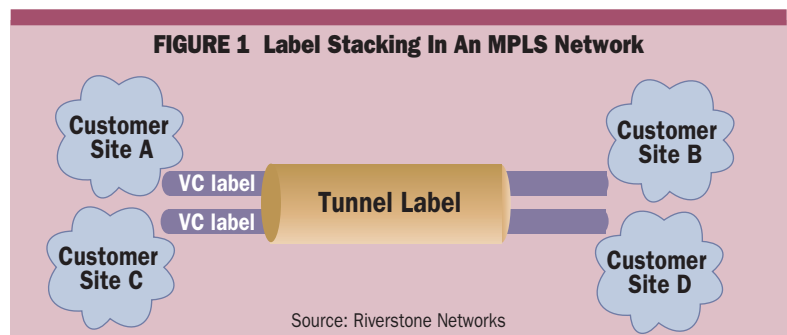 FIGURE 1 Label Stacking In An MPLS Network
Customer
Site A
Customer
Site B
VC label
Tunnel Label
VC label
Customer
Site C
Customer
Site D
Source: Riverstone Networks